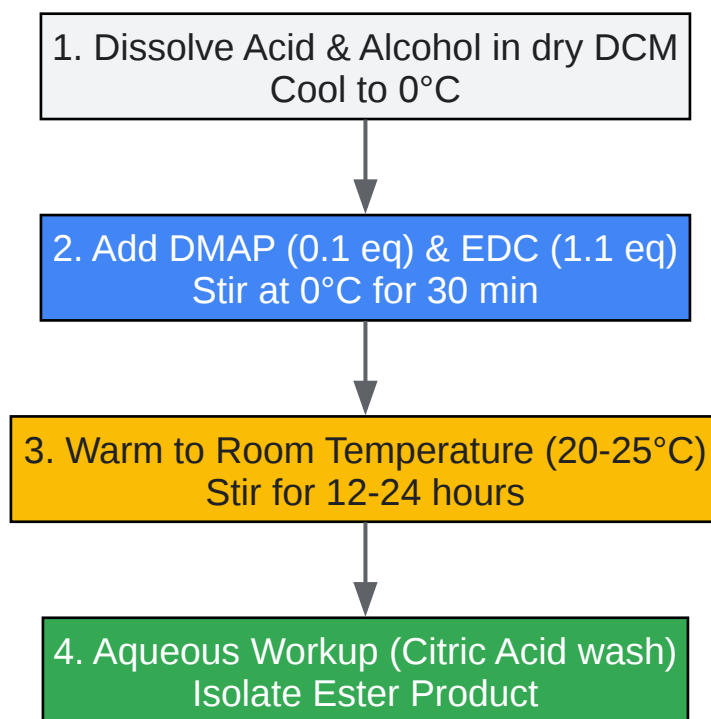 1. Dissolve Acid & Alcohol in dry DCM
Cool to 0°C
2. Add DMAP (0.1 eq) & EDC (1.1 eq)
Stir at 0°C for 30 min
3. Warm to Room Temperature (20-25°C)
Stir for 12-24 hours
4. Aqueous Workup (Citric Acid wash)
Isolate Ester Product